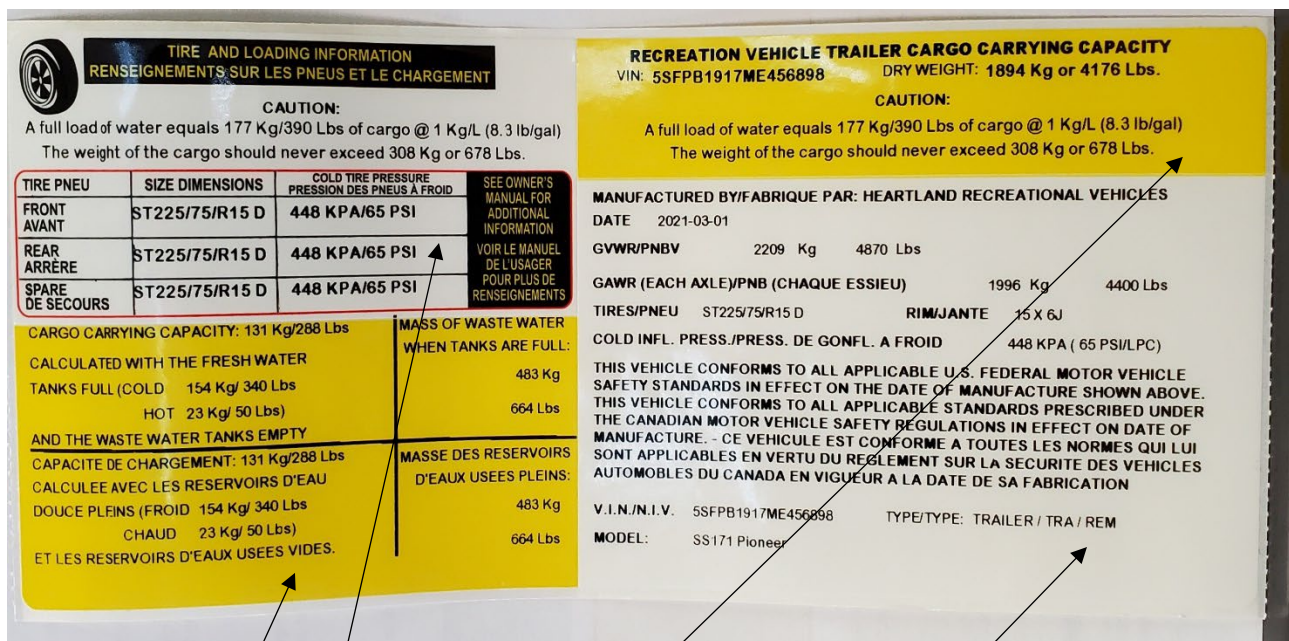 TIRE AND LOADING INFORMATION
RENSEIGNEMENTS SUR LES PNEUS ET LE CHARGEMENT
CAUTION:
A full load of water equals 177 Kg/390 Lbs of cargo @ 1 Kg/L (8.3 lb/gal)
The weight of the cargo should never exceed 308 Kg or 678 Lbs.
TIRE PNEU SIZE DIMENSIONS COLD TIRE PRESSURE
PRESSION DES PNEUS À FROID
FRONT
AVANT ST225/75/R15 D 448 KPA/65 PSI
REAR
ARRÈRE ST225/75/R15 D 448 KPA/65 PSI
SPARE
DE SECOURS ST225/75/R15 D 448 KPA/65 PSI
SEE OWNER'S
MANUAL FOR
ADDITIONAL
INFORMATION
VOIR LE MANUEL
DE L'USAGER
POUR PLUS DE
RENSEIGNEMENTS
CARGO CARRYING CAPACITY: 131 Kg/288 Lbs
CALCULATED WITH THE FRESH WATER
TANKS FULL (COLD 154 Kg/ 340 Lbs
HOT 23 Kg/ 50 Lbs)
AND THE WASTE WATER TANKS EMPTY
MASS OF WASTE WATER
WHEN TANKS ARE FULL:
483 Kg
664 Lbs
CAPACITE DE CHARGEMENT: 131 Kg/288 Lbs
CALCULEE AVEC LES RESERVOIRS D'EAU
DOUCE PLEINS (FROID 154 Kg/ 340 Lbs
CHAUD 23 Kg/ 50 Lbs)
ET LES RESERVOIRS D'EAUX USEES VIDES.
MASSE DES RESERVOIRS
D'EAUX USEES PLEINS:
483 Kg
664 Lbs
RECREATION VEHICLE TRAILER CARGO CARRYING CAPACITY
VIN: 5SFPB1917ME456898 DRY WEIGHT: 1894 Kg or 4176 Lbs.
CAUTION:
A full load of water equals 177 Kg/390 Lbs of cargo @ 1 Kg/L (8.3 lb/gal)
The weight of the cargo should never exceed 308 Kg or 678 Lbs.
MANUFACTURED BY/FABRIQUE PAR: HEARTLAND RECREATIONAL VEHICLES
DATE 2021-03-01
GVWR/PNBV 2209 Kg 4870 Lbs
GAWR (EACH AXLE)/PNB (CHAQUE ESSIEU) 1996 Kg 4400 Lbs
TIRES/PNEU ST225/75/R15 D RIM/JANTE 15 X 6J
COLD INFL. PRESS./PRESS. DE GONFL. A FROID 448 KPA ( 65 PSI/LPC)
THIS VEHICLE CONFORMS TO ALL APPLICABLE U.S. FEDERAL MOTOR VEHICLE
SAFETY STANDARDS IN EFFECT ON THE DATE OF MANUFACTURE SHOWN ABOVE.
THIS VEHICLE CONFORMS TO ALL APPLICABLE STANDARDS PRESCRIBED UNDER
THE CANADIAN MOTOR VEHICLE SAFETY REGULATIONS IN EFFECT ON DATE OF
MANUFACTURE. - CE VEHICULE EST CONFORME A TOUTES LES NORMES QUI LUI
SONT APPLICABLES EN VERTU DU REGLEMENT SUR LA SECURITE DES VEHICLES
AUTOMOBILES DU CANADA EN VIGUEUR A LA DATE DE SA FABRICATION
V.I.N./N.I.V. 5SFPB1917ME456898 TYPE/TYPE: TRAILER / TRA / REM
MODEL: SS171 Pioneer